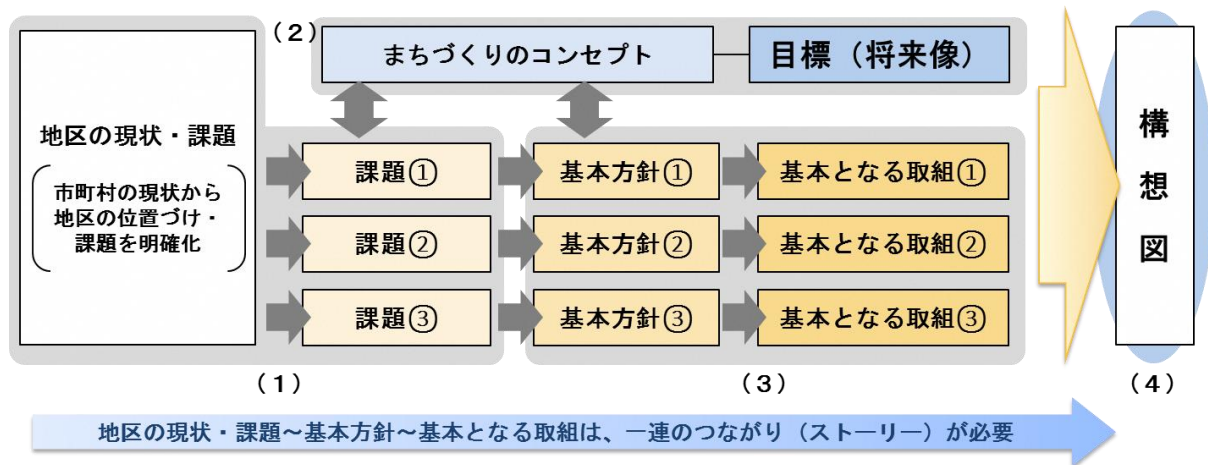 (2)
まちづくりのコンセプト
目標（将来像）
地区の現状・課題
市町村の現状から
地区の位置づけ・
課題を明確化
課題①
基本方針①
基本となる取組①
課題②
基本方針②
基本となる取組②
課題③
基本方針③
基本となる取組③
構想図
(1)
(3)
(4)
地区の現状・課題～基本方針～基本となる取組は、一連のつながり（ストーリー）が必要